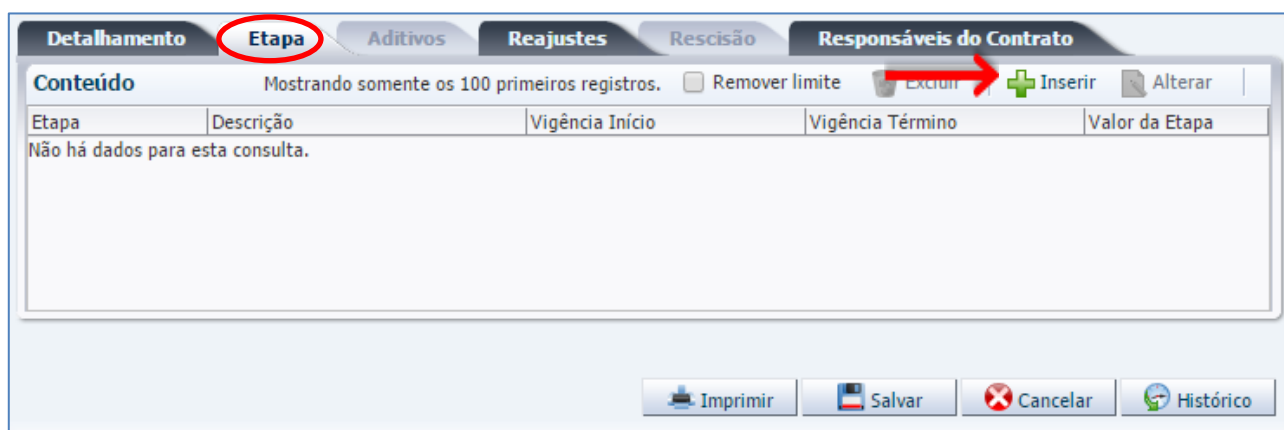 Detalhamento Etapa Aditivos Reajustes Rescisão Responsáveis do Contrato
Conteúdo Mostrando somente os 100 primeiros registros. Remover limite Excluir Inserir Alterar
Etapa Descrição Vigência Início Vigência Término Valor da Etapa
Não há dados para esta consulta.
Imprimir Salvar Cancelar Histórico